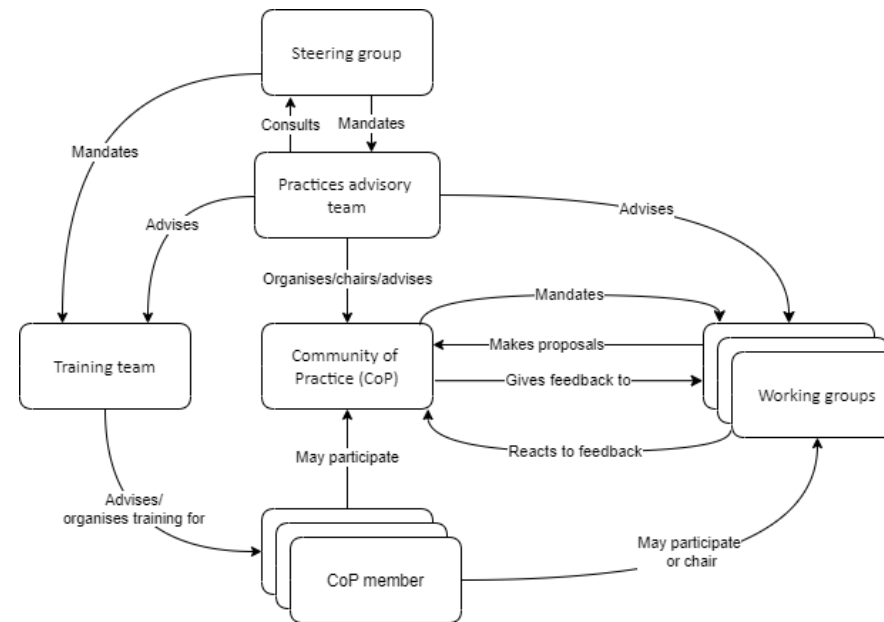 Steering group
Consults
Mandates
Mandates
Practices advisory
team
Advises
Advises
Organises/chairs/advises
Mandates
Training team
Community of
Practice (CoP)
Makes proposals
Gives feedback to
Working groups
Reacts to feedback
May participate
Advises/
organises training for
May participate
or chair
CoP member